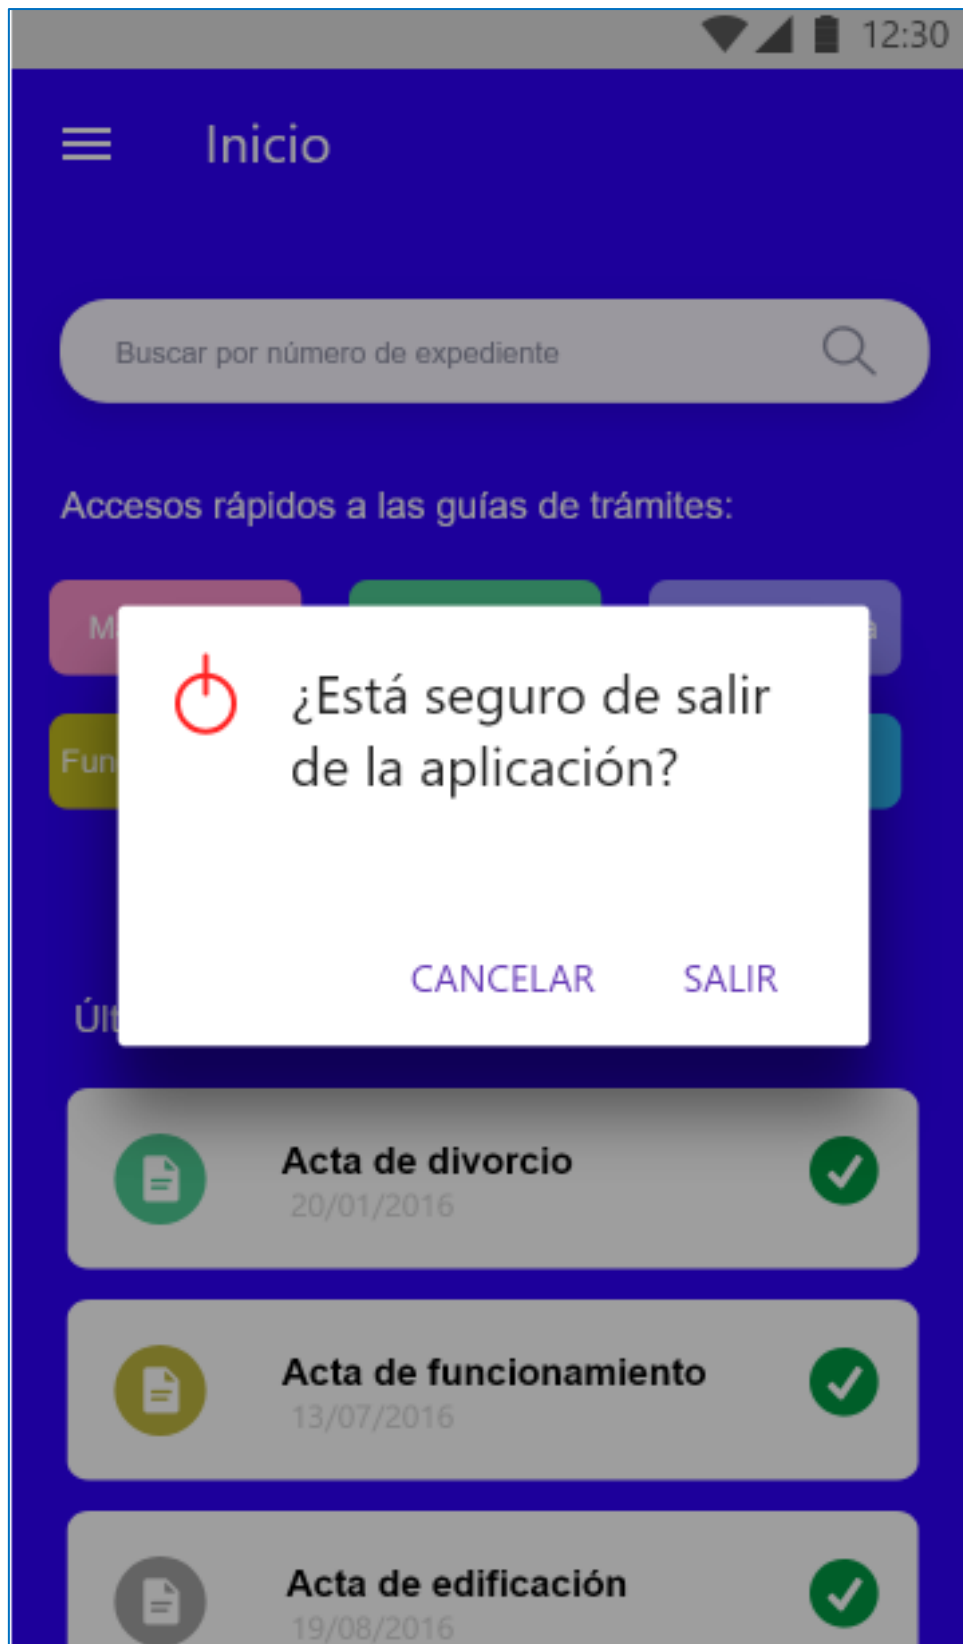 12:30
Inicio
Buscar por número de expediente
Accesos rápidos a las guías de trámites:
¿Está seguro de salir
de la aplicación?
CANCELAR SALIR
Acta de divorcio
20/01/2016
Acta de funcionamiento
13/07/2016
Acta de edificación
19/08/2016